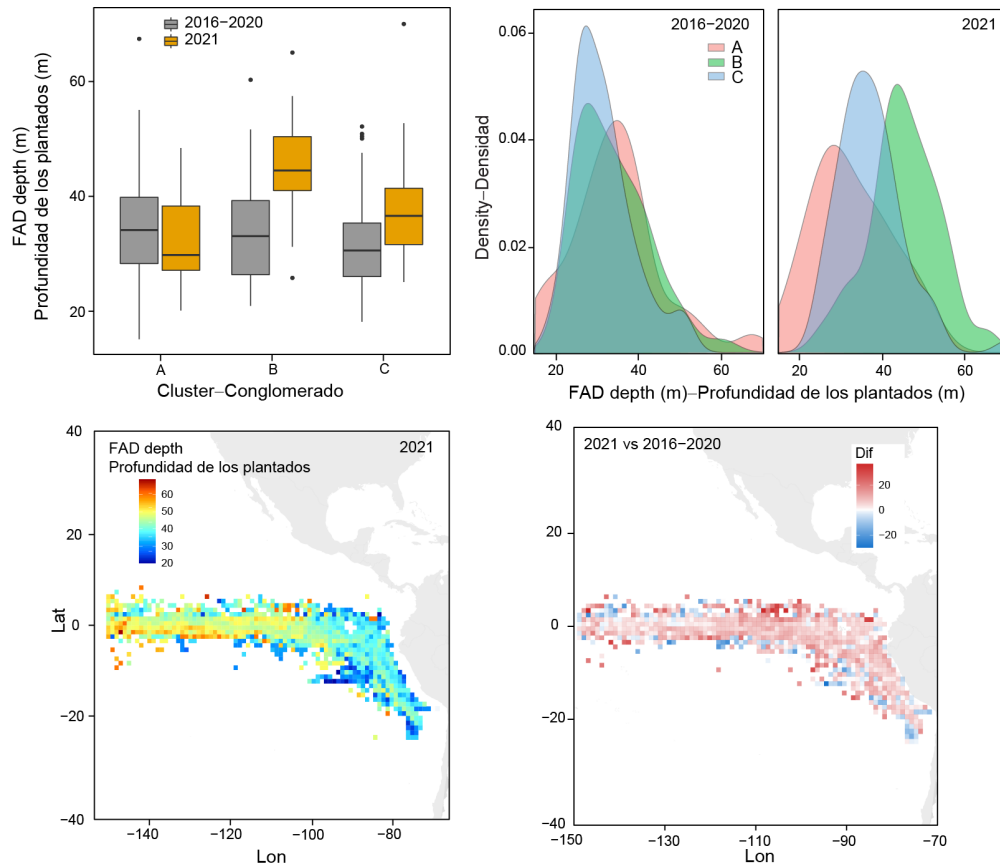 2016−2020
2021
60
40
20
FAD depth (m)
Profundidad de los plantados (m)
A
B
C
Cluster−Conglomerado
2016−2020
2021
A
B
C
0.06
0.04
0.02
0.00
Density−Densidad
20
40
60
20
40
60
FAD depth (m)−Profundidad de los plantados (m)
FAD depth
Profundidad de los plantados
2021
60
50
40
30
20
40
20
0
−20
−40
Lat
−140
−120
−100
−80
Lon
2021 vs 2016−2020
Dif
20
0
−20
40
20
0
−20
−40
−150
−130
−110
−90
−70
Lon